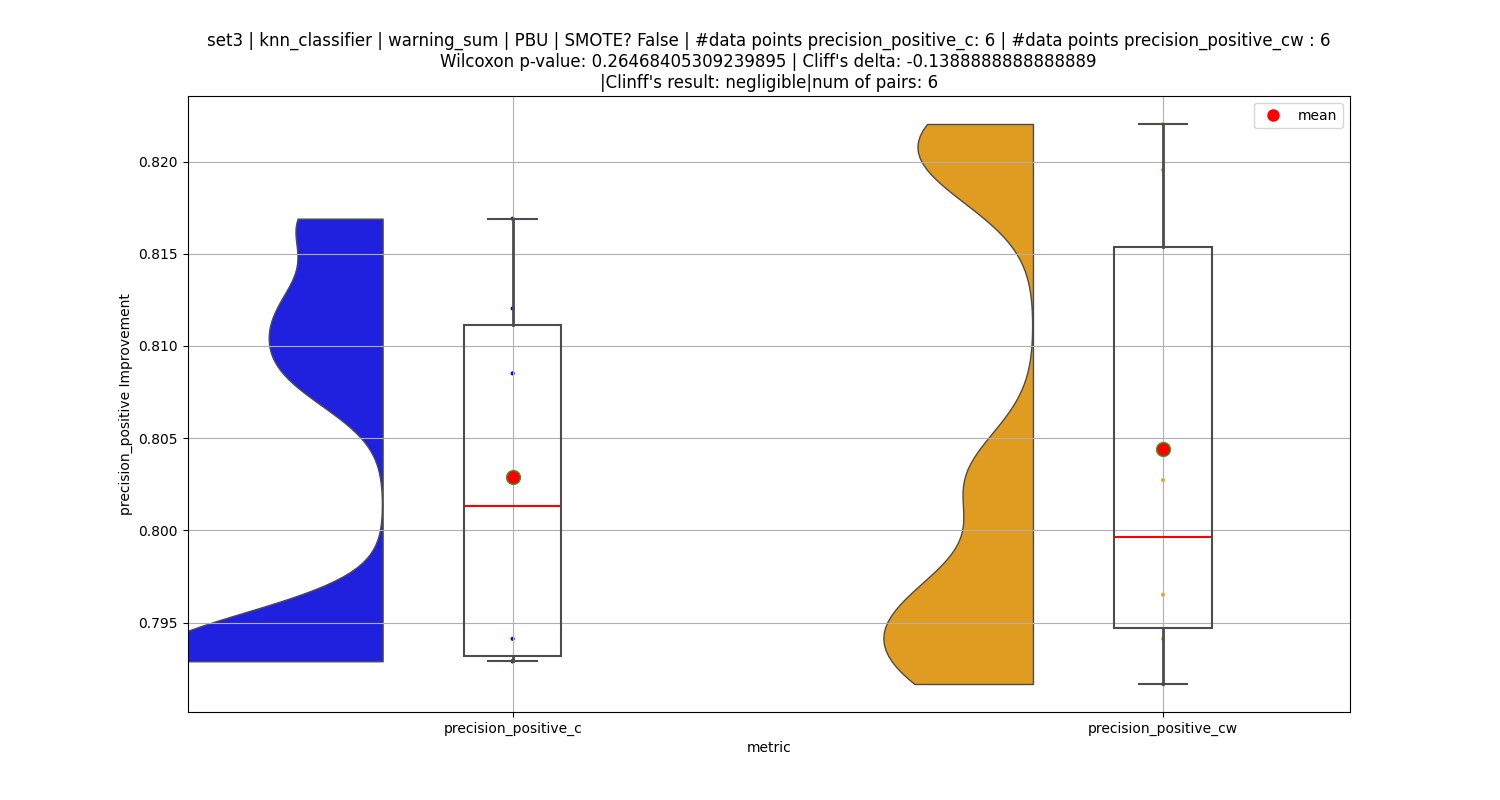 set3 | knn_classifier | warning_sum | PBU | SMOTE? False | #data points precision_positive_c: 6 | #data points precision_positive_cw : 6
Wilcoxon p-value: 0.26468405309239895 | Cliff's delta: -0.1388888888888889
|Clinff's result: negligible|num of pairs: 6
mean
0.820
0.815
0.810
0.805
0.800
0.795
precision_positive Improvement
precision_positive_c
precision_positive_cw
metric